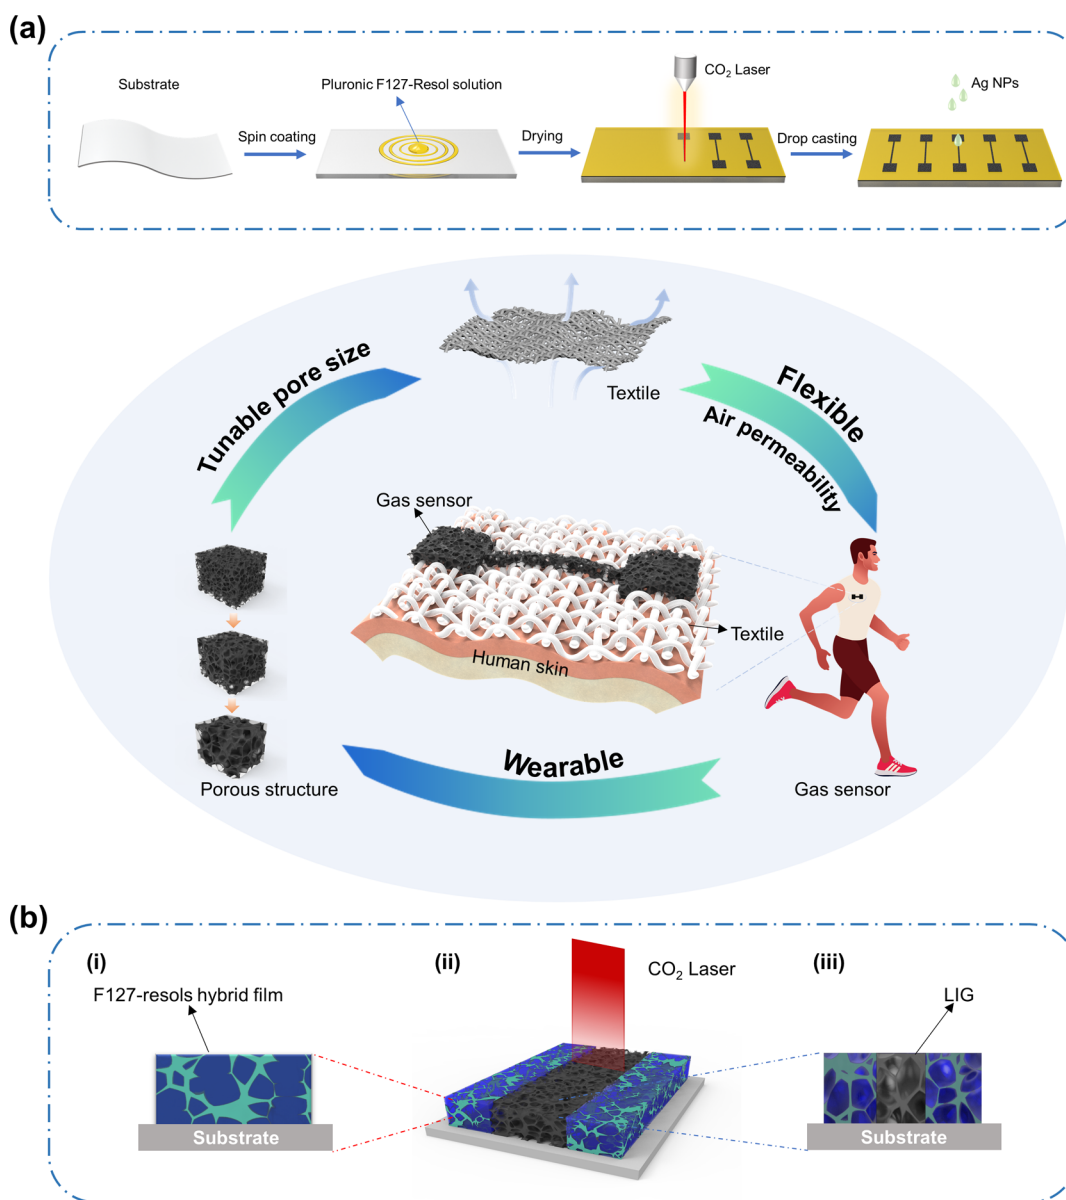 (a)
Substrate
Spin coating
Pluronic F127-Resol solution
Drying
CO₂ Laser
Drop casting
Ag NPs
Tunable pore size
Textile
Flexible
Air permeability
Gas sensor
Textile
Human skin
Porous structure
Wearable
Gas sensor
(b)
(i)
F127-resols hybrid film
Substrate
(ii)
CO₂ Laser
(iii)
LIG
Substrate